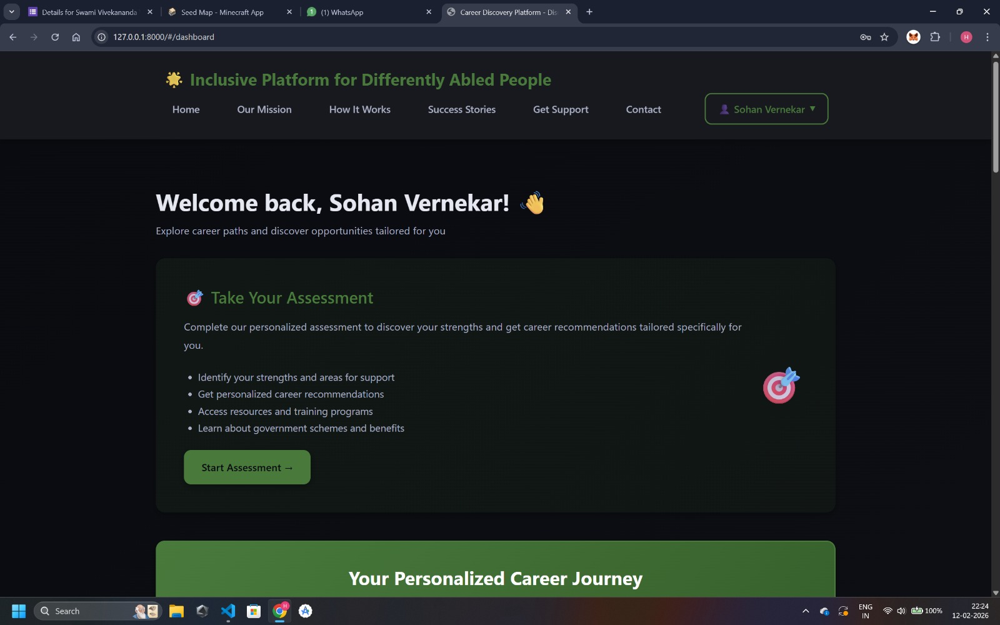 Details for Swami Vivekananda
Seed Map - Minecraft App
(1) WhatsApp
Career Discovery Platform - Dis
127.0.0.1:8000/#/dashboard
H
🌟 Inclusive Platform for Differently Abled People
Home
Our Mission
How It Works
Success Stories
Get Support
Contact
👤 Sohan Vernekar ▼
Welcome back, Sohan Vernekar! 👋
Explore career paths and discover opportunities tailored for you
🎯 Take Your Assessment
Complete our personalized assessment to discover your strengths and get career recommendations tailored specifically for
you.
• Identify your strengths and areas for support
• Get personalized career recommendations
• Access resources and training programs
• Learn about government schemes and benefits
Start Assessment →
Your Personalized Career Journey
Search
ENG
IN
100%
22:24
12-02-2026